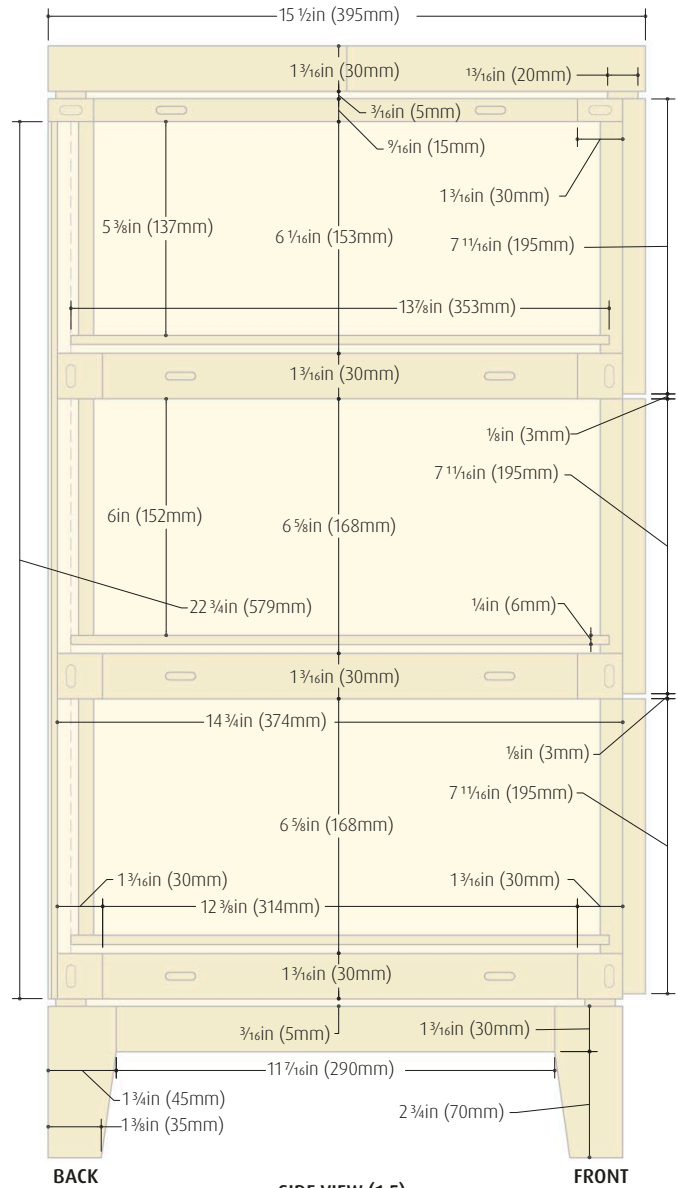 15 ½in (395mm)
1 ³⁄₁₆in (30mm)
¹³⁄₁₆in (20mm)
³⁄₁₆in (5mm)
⁹⁄₁₆in (15mm)
1 ³⁄₁₆in (30mm)
5 ⅜in (137mm)
6 ¹⁄₁₆in (153mm)
7 ¹¹⁄₁₆in (195mm)
13⅞in (353mm)
1 ³⁄₁₆in (30mm)
⅛in (3mm)
7 ¹¹⁄₁₆in (195mm)
6in (152mm)
6 ⅝in (168mm)
22 ¾in (579mm)
¼in (6mm)
1 ³⁄₁₆in (30mm)
14 ¾in (374mm)
⅛in (3mm)
7 ¹¹⁄₁₆in (195mm)
6 ⅝in (168mm)
1 ³⁄₁₆in (30mm)
1 ³⁄₁₆in (30mm)
12 ⅜in (314mm)
1 ³⁄₁₆in (30mm)
³⁄₁₆in (5mm)
1 ³⁄₁₆in (30mm)
11 ⁷⁄₁₆in (290mm)
1 ¾in (45mm)
2 ¾in (70mm)
1 ⅜in (35mm)
BACK
FRONT
SIDE VIEW (1:5)